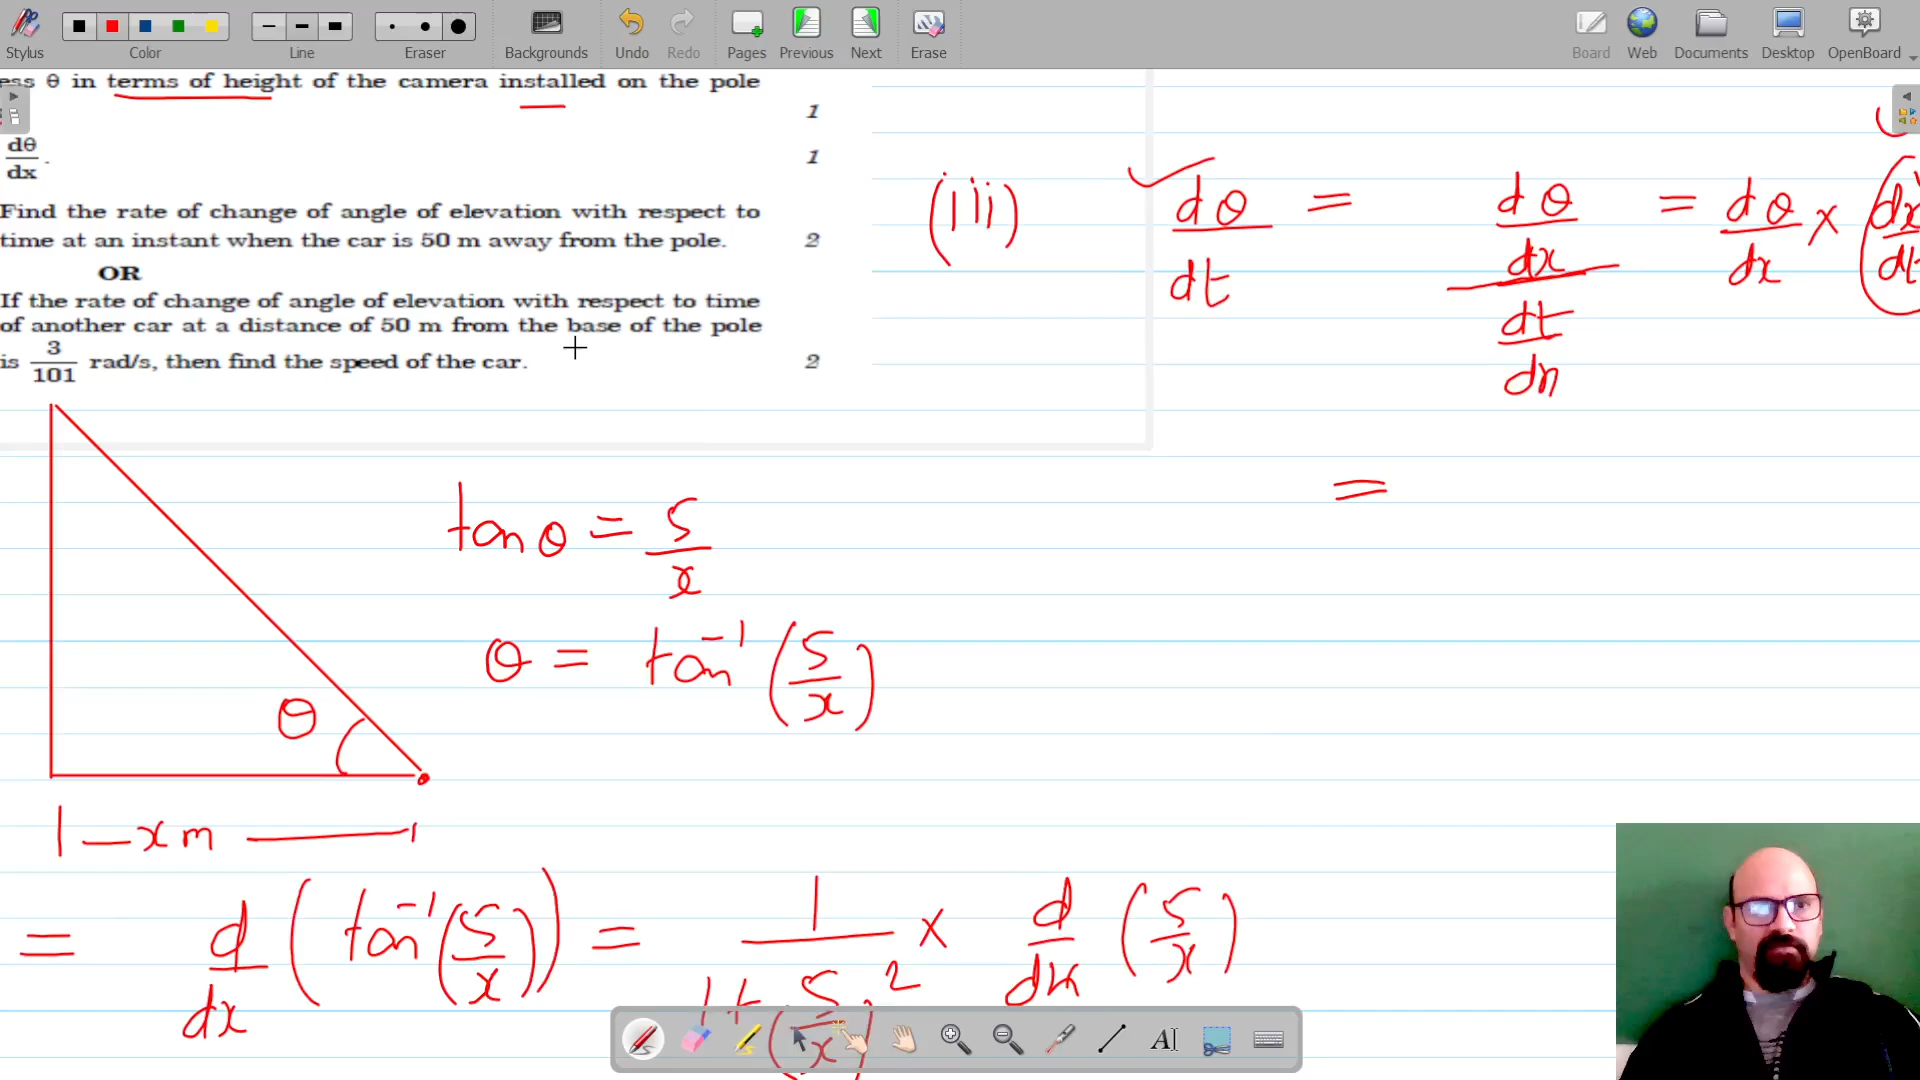 Stylus Color Line Eraser Backgrounds Undo Redo Pages Previous Next Erase Board Web Documents Desktop OpenBoard
ess θ in terms of height of the camera installed on the pole
1
dθ/dx. 1
Find the rate of change of angle of elevation with respect to
time at an instant when the car is 50 m away from the pole. 2
OR
If the rate of change of angle of elevation with respect to time
of another car at a distance of 50 m from the base of the pole
is 3/101 rad/s, then find the speed of the car. 2
(iii) dθ/dt = dθ/dx / dt/dx = dθ/dx × dx/dt
=
tan θ = 5/x
θ = tan⁻¹(5/x)
θ
x m
= d/dx (tan⁻¹(5/x)) = 1/1+(5/x)² × d/dx (5/x)